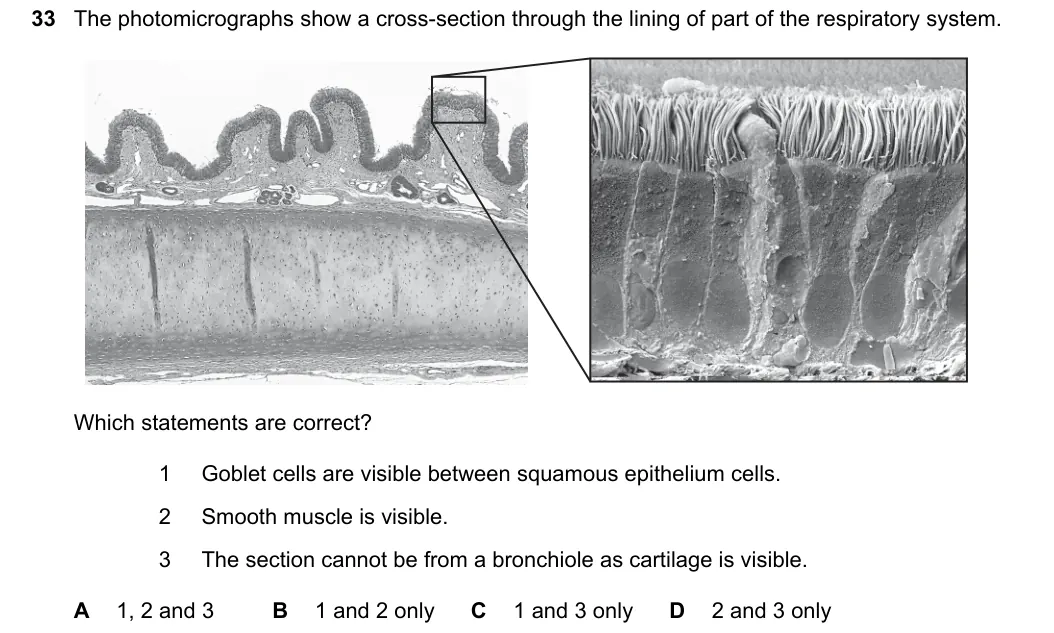 33 The photomicrographs show a cross-section through the lining of part of the respiratory system.
Which statements are correct?
1 Goblet cells are visible between squamous epithelium cells.
2 Smooth muscle is visible.
3 The section cannot be from a bronchiole as cartilage is visible.
A 1, 2 and 3 B 1 and 2 only C 1 and 3 only D 2 and 3 only